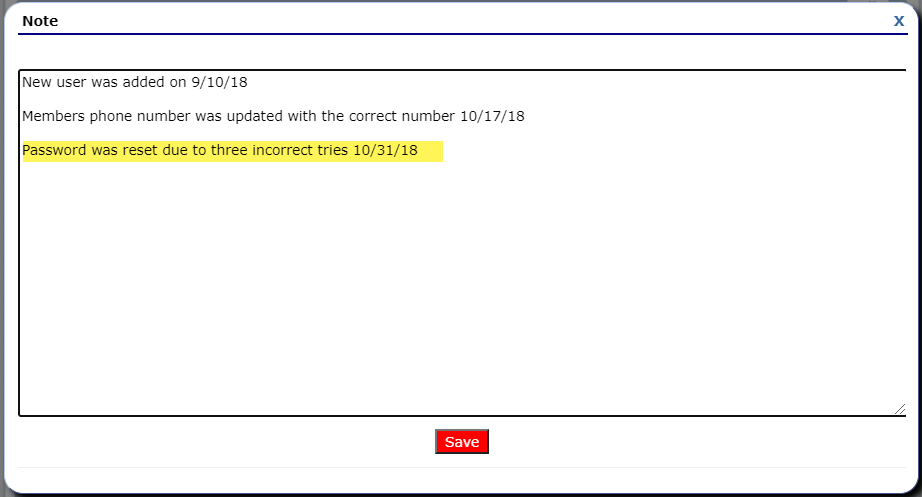 Note X
New user was added on 9/10/18
Members phone number was updated with the correct number 10/17/18
Password was reset due to three incorrect tries 10/31/18
Save